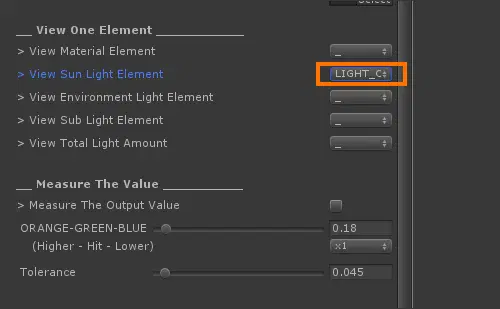 Select
__ View One Element ____________
> View Material Element
_
> View Sun Light Element
LIGHT_C
> View Environment Light Element
_
> View Sub Light Element
_
> View Total Light Amount
_
__ Measure The Value ___________
> Measure The Output Value
ORANGE-GREEN-BLUE
0.18
(Higher - Hit - Lower)
x1
Tolerance
0.045